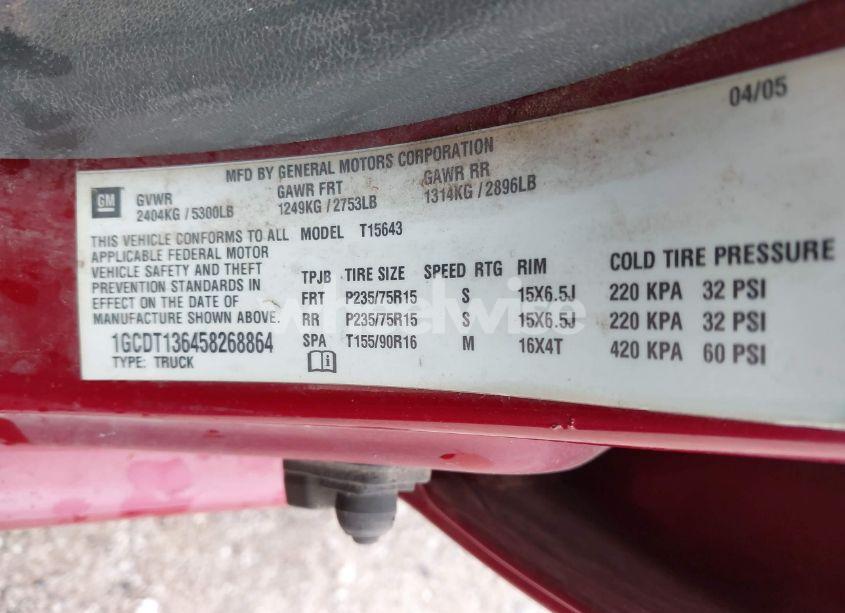 04/05
MFD BY GENERAL MOTORS CORPORATION
GM
GVWR GAWR FRT GAWR RR
2404KG / 5300LB 1249KG / 2753LB 1314KG / 2896LB
THIS VEHICLE CONFORMS TO ALL MODEL T15643
APPLICABLE FEDERAL MOTOR
VEHICLE SAFETY AND THEFT
PREVENTION STANDARDS IN
EFFECT ON THE DATE OF
MANUFACTURE SHOWN ABOVE.
1GCDT136458268864
TYPE: TRUCK
TPJB TIRE SIZE SPEED RTG RIM COLD TIRE PRESSURE
FRT P235/75R15 S 15X6.5J 220 KPA 32 PSI
RR P235/75R15 S 15X6.5J 220 KPA 32 PSI
SPA T155/90R16 M 16X4T 420 KPA 60 PSI
i
wheelwise